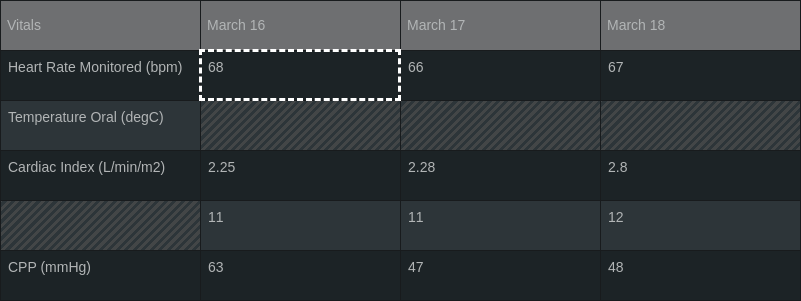 Vitals March 16 March 17 March 18
Heart Rate Monitored (bpm) 68 66 67
Temperature Oral (degC)
Cardiac Index (L/min/m2) 2.25 2.28 2.8
11 11 12
CPP (mmHg) 63 47 48